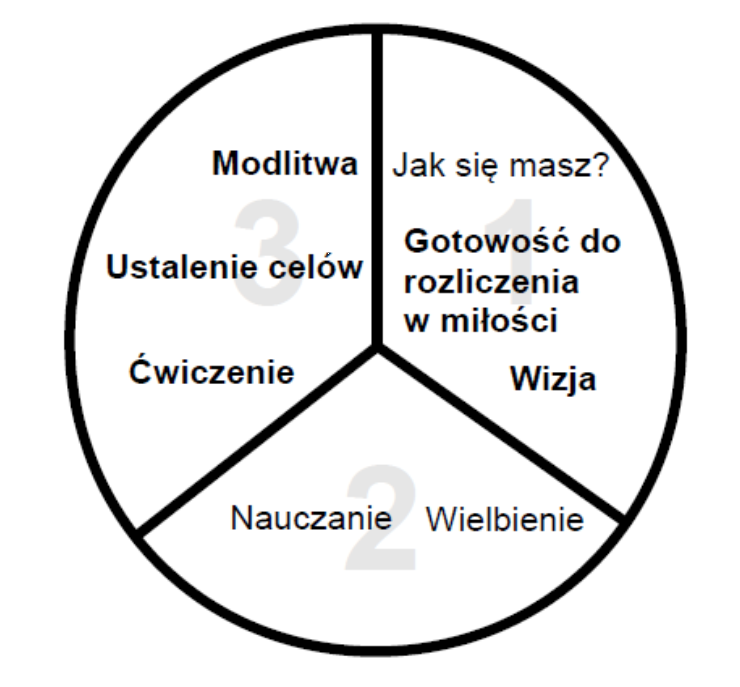 Modlitwa
Ustalenie celów
Ćwiczenie
3
Jak się masz?
Gotowość do
rozliczenia
w miłości
Wizja
1
Nauczanie Wielbienie
2